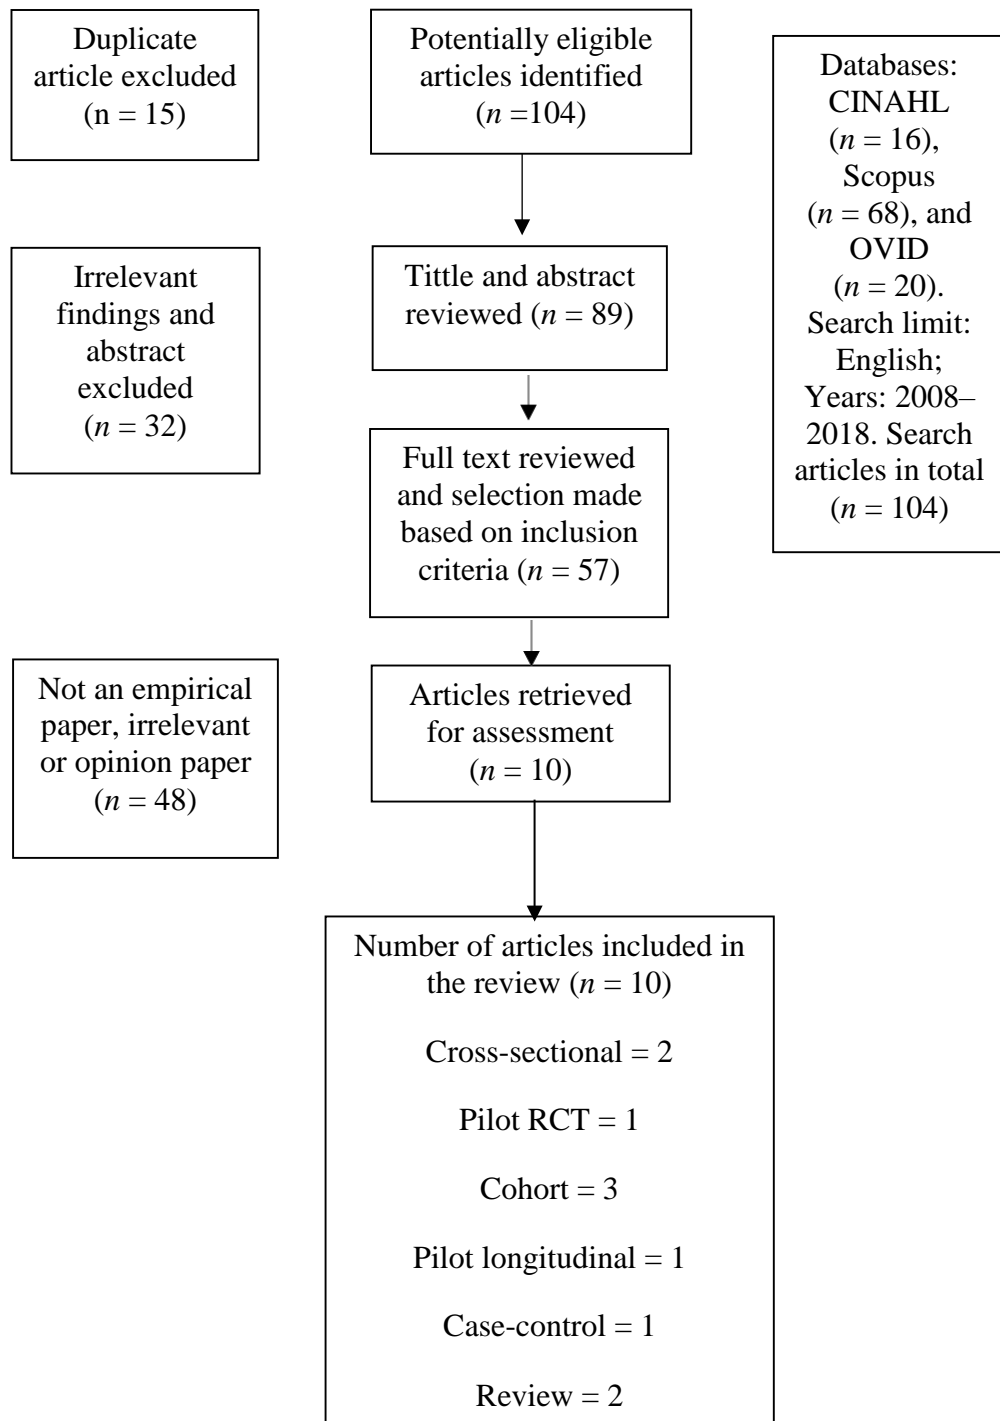 Duplicate
article excluded
(n = 15)
Potentially eligible
articles identified
(n =104)
Databases:
CINAHL
(n = 16),
Scopus
(n = 68), and
OVID
(n = 20).
Search limit:
English;
Years: 2008–
2018. Search
articles in total
(n = 104)
Irrelevant
findings and
abstract
excluded
(n = 32)
Tittle and abstract
reviewed (n = 89)
Full text reviewed
and selection made
based on inclusion
criteria (n = 57)
Not an empirical
paper, irrelevant
or opinion paper
(n = 48)
Articles retrieved
for assessment
(n = 10)
Number of articles included in
the review (n = 10)
Cross-sectional = 2
Pilot RCT = 1
Cohort = 3
Pilot longitudinal = 1
Case-control = 1
Review = 2